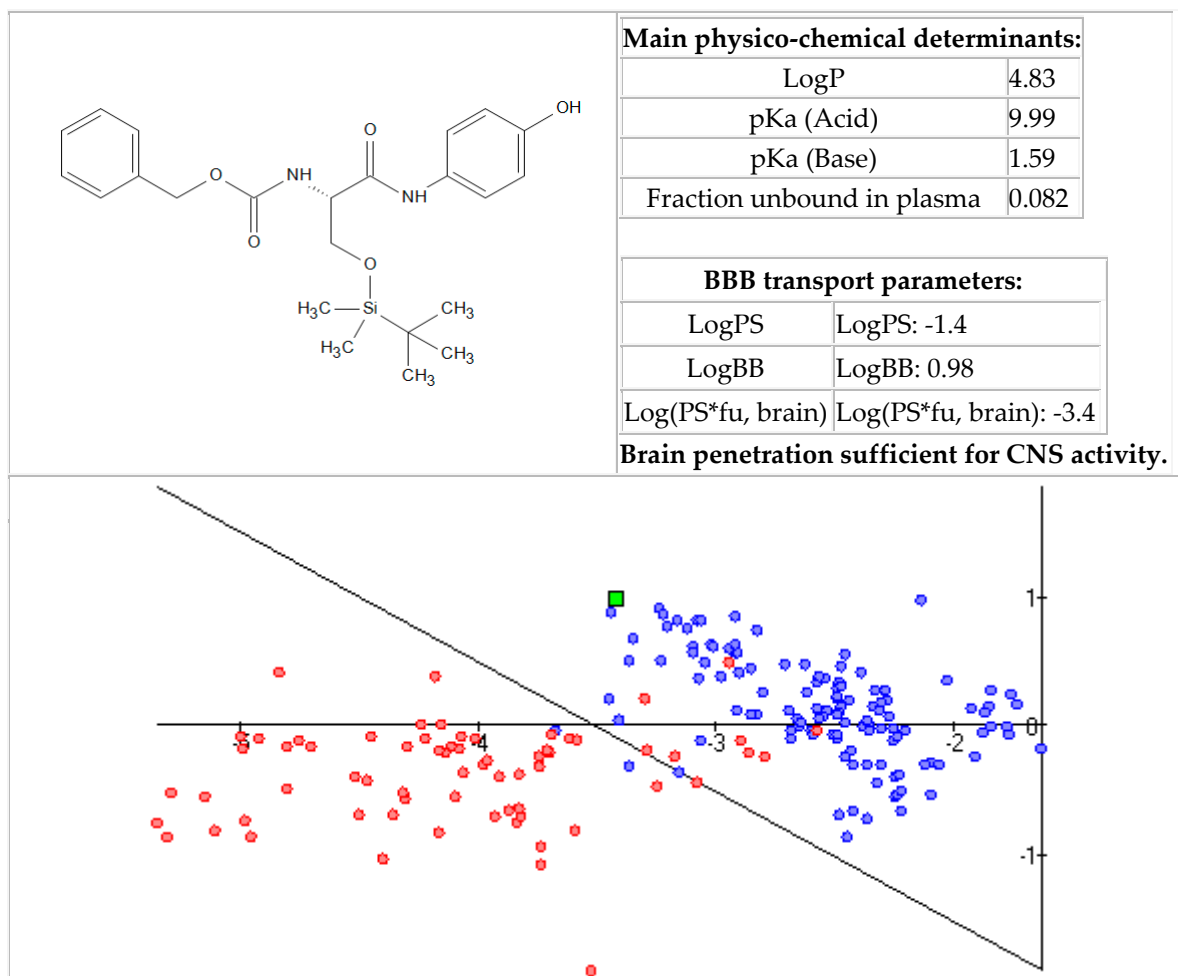 OH
O
O
NH
NH
O
O
Si
H₃C
CH₃
H₃C
CH₃
CH₃
Main physico-chemical determinants:
LogP 4.83
pKa (Acid) 9.99
pKa (Base) 1.59
Fraction unbound in plasma 0.082
BBB transport parameters:
LogPS LogPS: -1.4
LogBB LogBB: 0.98
Log(PS*fu, brain) Log(PS*fu, brain): -3.4
Brain penetration sufficient for CNS activity.
1
-5 -4 -3 -2 0
-1